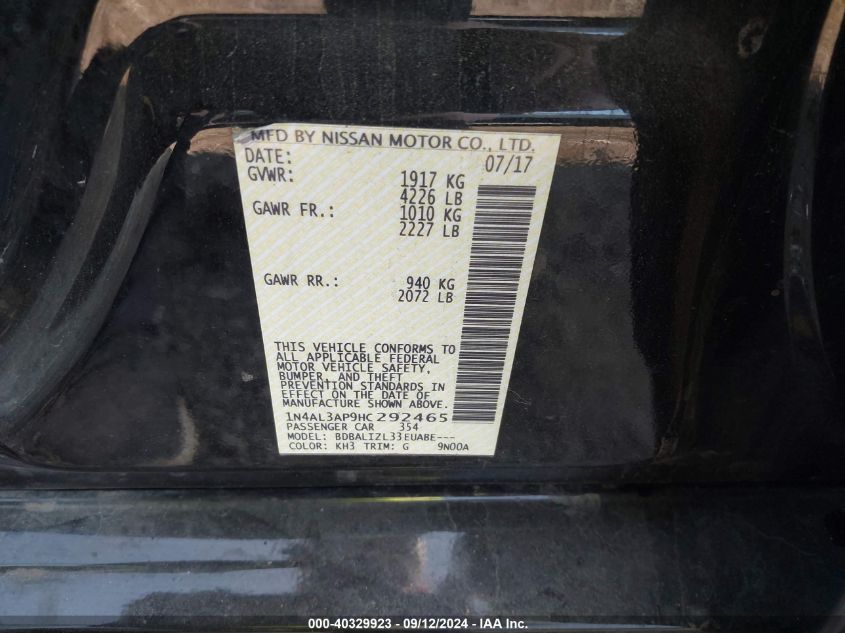 MFD BY NISSAN MOTOR CO., LTD.
DATE: 07/17
GVWR: 1917 KG
4226 LB
GAWR FR.: 1010 KG
2227 LB
GAWR RR.: 940 KG
2072 LB
THIS VEHICLE CONFORMS TO
ALL APPLICABLE FEDERAL
MOTOR VEHICLE SAFETY,
BUMPER, AND THEFT
PREVENTION STANDARDS IN
EFFECT ON THE DATE OF
MANUFACTURE SHOWN ABOVE.
1N4AL3AP9HC292465
PASSENGER CAR 354
MODEL: BDBALIZL33EUABE---
COLOR: KH3 TRIM: G 9N00A
000-40329923 - 09/12/2024 - IAA Inc.